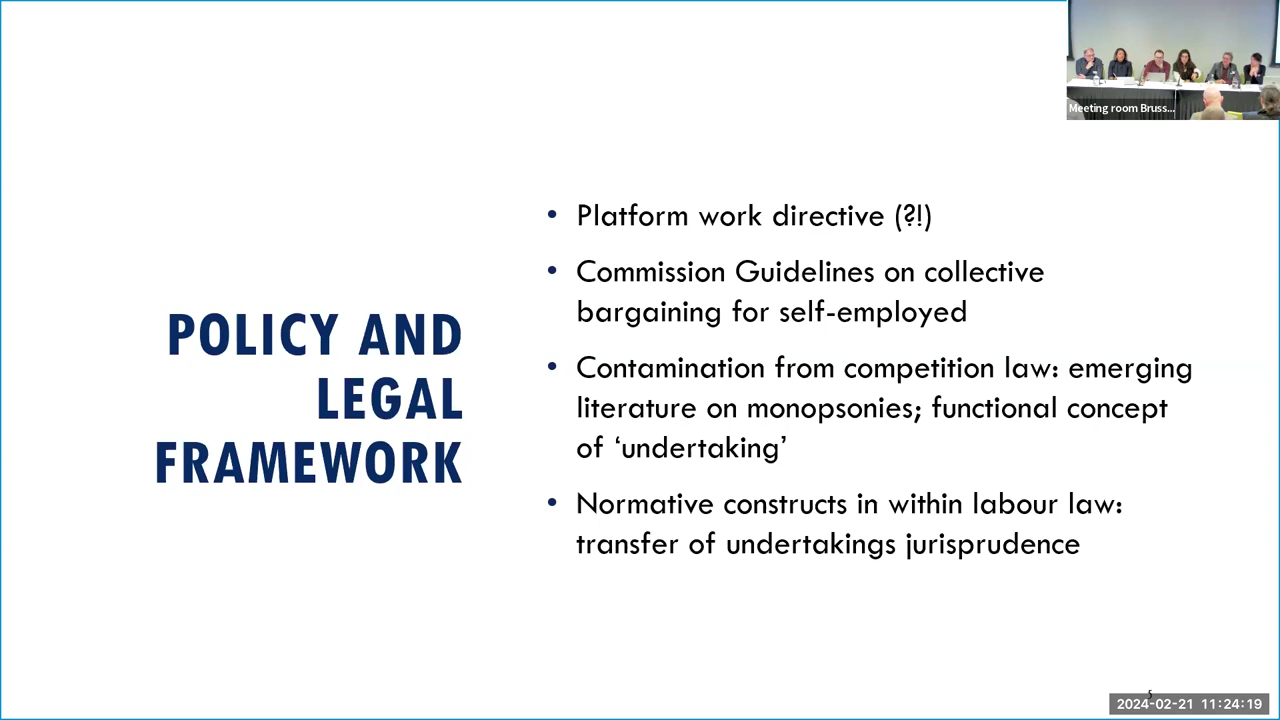 Meeting room Bruss...
POLICY AND
LEGAL
FRAMEWORK
• Platform work directive (?!)
• Commission Guidelines on collective
bargaining for self-employed
• Contamination from competition law: emerging
literature on monopsonies; functional concept
of ‘undertaking’
• Normative constructs in within labour law:
transfer of undertakings jurisprudence
5
2024-02-21 11:24:19